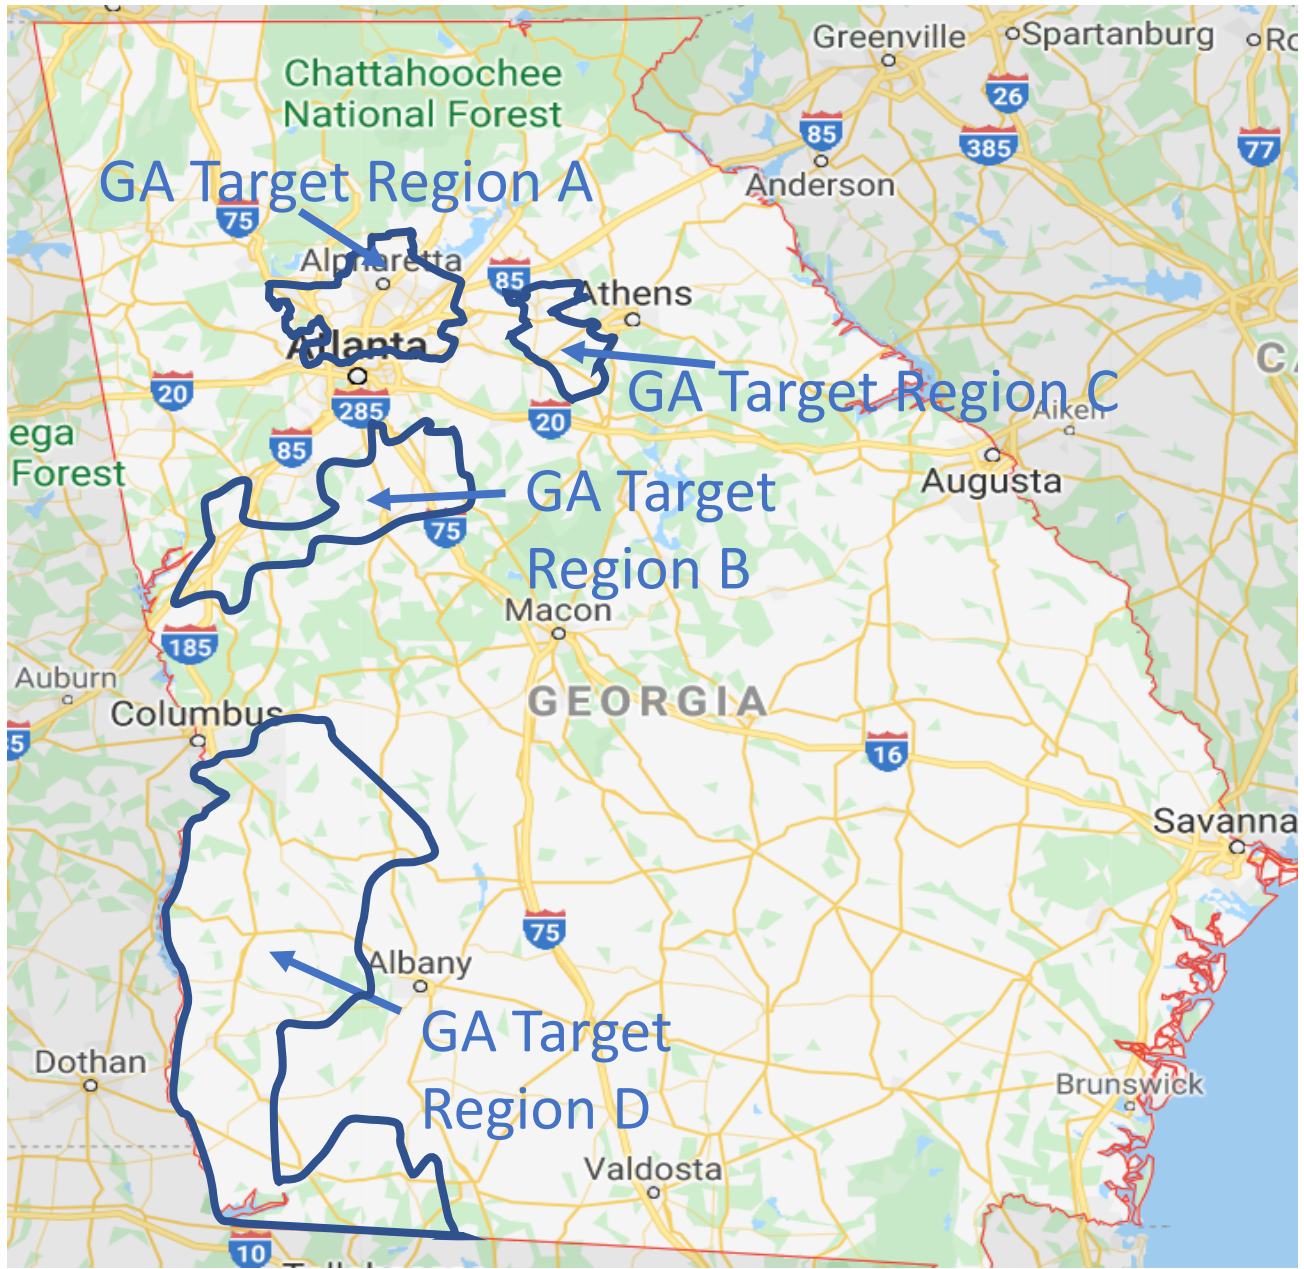 Greenville
Spartanburg
Chattahoochee
National Forest
26
85
385
77
GA Target Region A
Anderson
75
Alpharetta
85
Athens
Atlanta
20
GA Target Region C
285
20
Aiken
ega
Forest
85
Augusta
GA Target
Region B
75
Macon
185
Auburn
GEORGIA
Columbus
16
Savanna
75
Albany
GA Target
Region D
Dothan
Brunswick
Valdosta
10